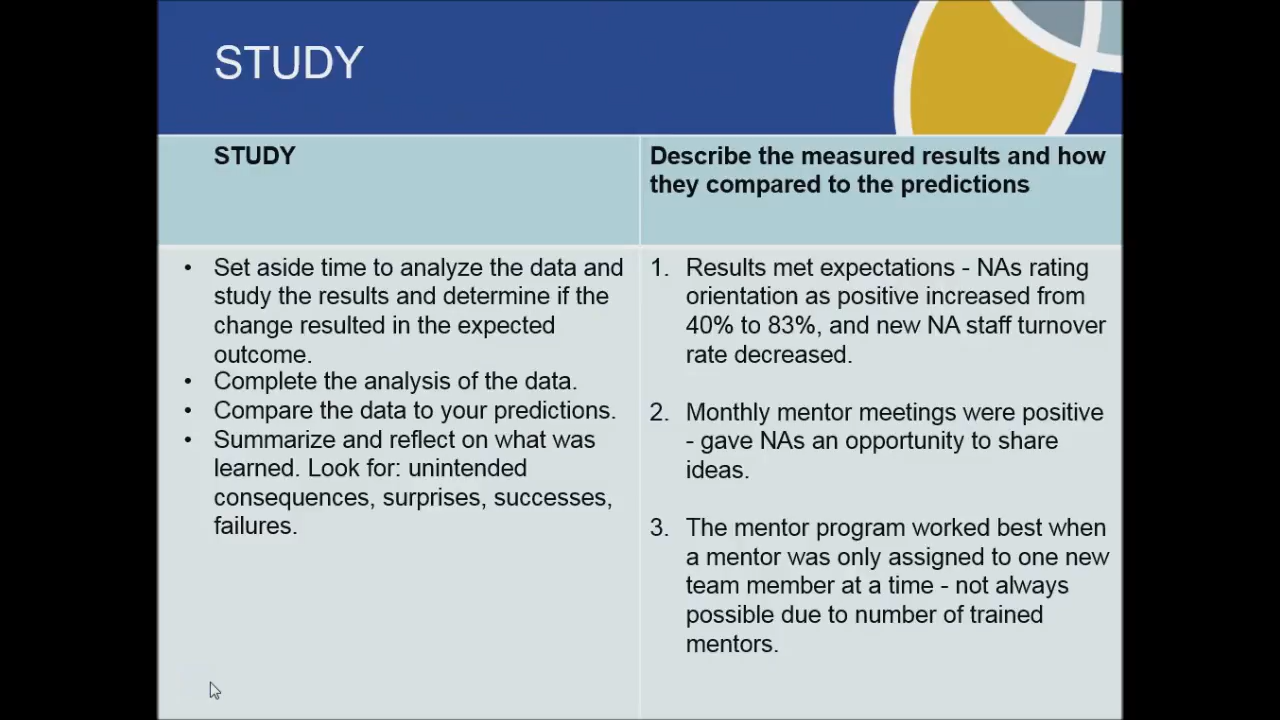 STUDY
STUDY
Describe the measured results and how
they compared to the predictions
• Set aside time to analyze the data and
study the results and determine if the
change resulted in the expected
outcome.
• Complete the analysis of the data.
• Compare the data to your predictions.
• Summarize and reflect on what was
learned. Look for: unintended
consequences, surprises, successes,
failures.
1. Results met expectations - NAs rating
orientation as positive increased from
40% to 83%, and new NA staff turnover
rate decreased.
2. Monthly mentor meetings were positive
- gave NAs an opportunity to share
ideas.
3. The mentor program worked best when
a mentor was only assigned to one new
team member at a time - not always
possible due to number of trained
mentors.